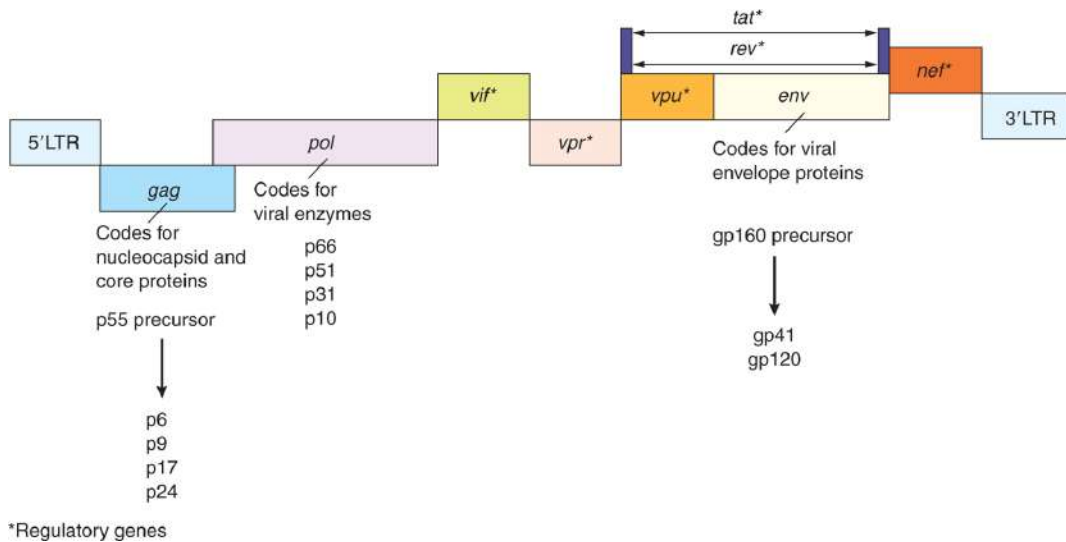 tat*
rev*
nef*
vif*
vpu*
env
5'LTR
pol
vpr*
3'LTR
gag
Codes for
nucleocapsid and
core proteins
p55 precursor
p6
p9
p17
p24
Codes for
viral enzymes
p66
p51
p31
p10
Codes for viral
envelope proteins
gp160 precursor
gp41
gp120
*Regulatory genes